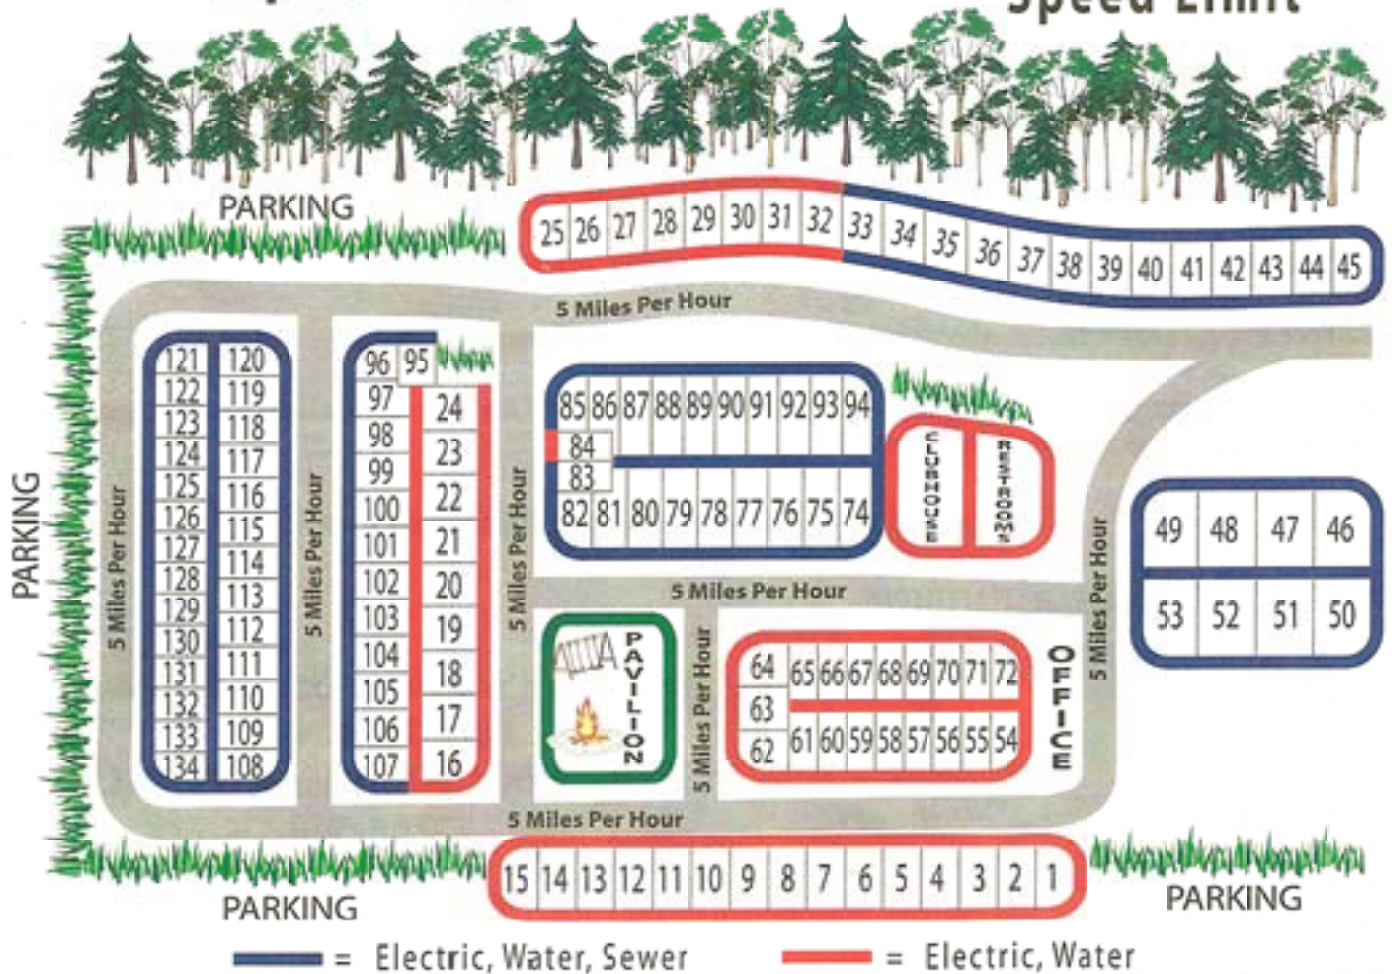 Speed Limit
PARKING
25 26 27 28 29 30 31 32 33 34 35 36 37 38 39 40 41 42 43 44 45
5 Miles Per Hour
121 120
122 119
123 118
124 117
125 116
126 115
127 114
128 113
129 112
130 111
131 110
132 109
133 108
134
96 95
97
98
99
100
101
102
103
104
105
106
107
24
23
22
21
20
19
18
17
16
85 86 87 88 89 90 91 92 93 94
84
83
82 81 80 79 78 77 76 75 74
CLUBHOUSE
RESTROOMS
49 48 47 46
53 52 51 50
PARKING
5 Miles Per Hour
5 Miles Per Hour
5 Miles Per Hour
5 Miles Per Hour
5 Miles Per Hour
PAVILION
5 Miles Per Hour
64 65 66 67 68 69 70 71 72
63
62 61 60 59 58 57 56 55 54
OFFICE
5 Miles Per Hour
15 14 13 12 11 10 9 8 7 6 5 4 3 2 1
PARKING
PARKING
= Electric, Water, Sewer
= Electric, Water